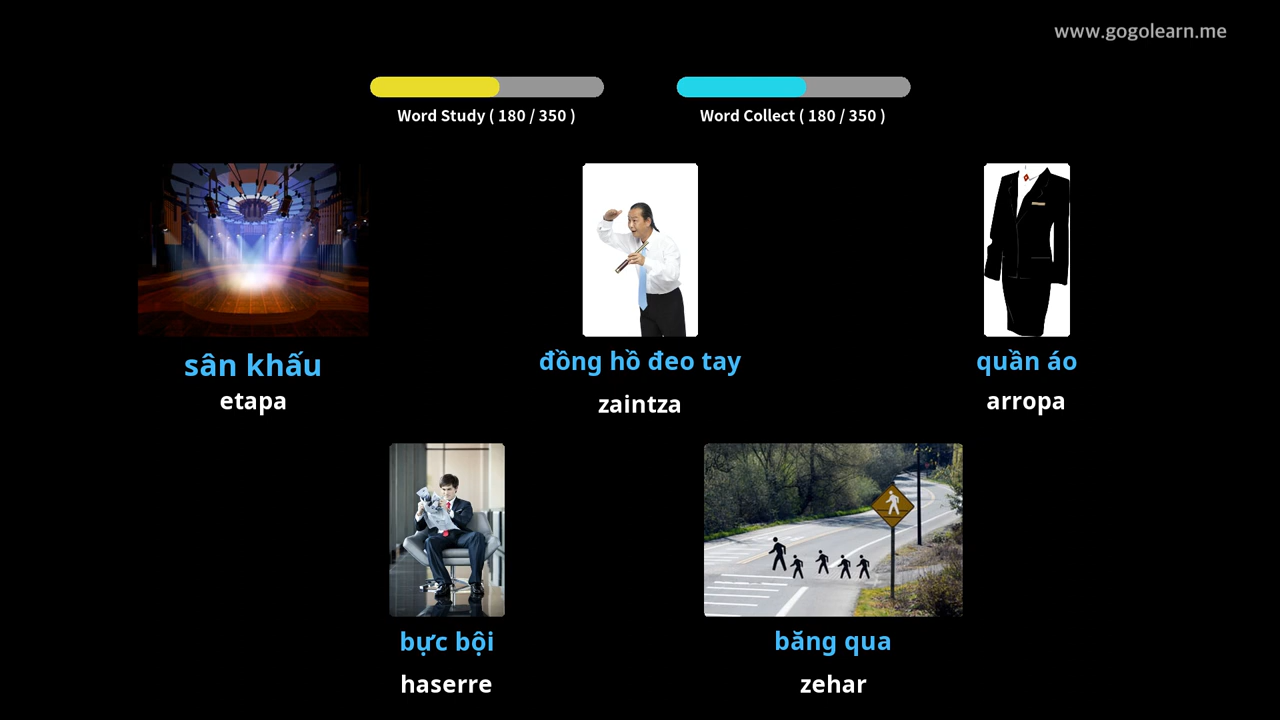 www.gogolearn.me
Word Study ( 180 / 350 )
Word Collect ( 180 / 350 )
sân khấu
etapa
đồng hồ đeo tay
zaintza
quần áo
arropa
bực bội
haserre
băng qua
zehar